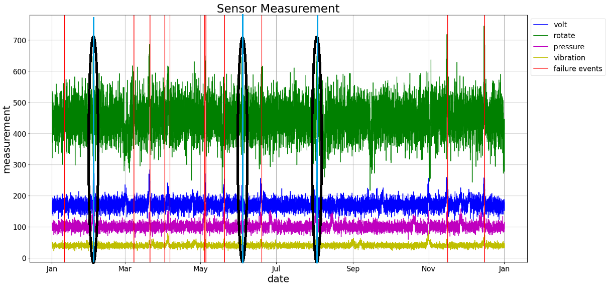 Sensor Measurement
measurement
700
600
500
400
300
200
100
0
Jan Mar May Jul Sep Nov Jan
date
volt
rotate
pressure
vibration
failure events